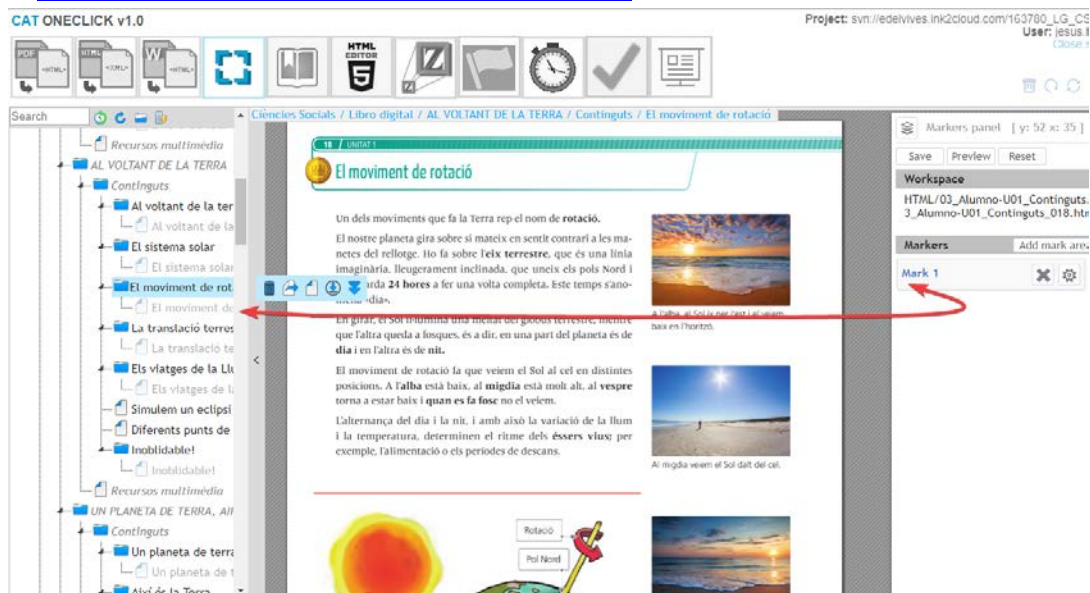 CAT ONECLICK v1.0
Project: svn://edelvives.ink2cloud.com/163780_LG_CS
User: jesus.
Close
PDF
<HTML>
HTML
<XML>
W
<HTML>
HTML
EDITOR
5
Z
Search
Recursos multimèdia
AL VOLTANT DE LA TERRA
Continguts
Al voltant de la ter
Al voltant de la
El sistema solar
El sistema solar
El moviment de rot
El moviment de
La translació terres
La translació te
Els viatges de la Llu
Els viatges de la
Simulem un eclipsi
Diferents punts de
Inoblidable!
Inoblidable!
Recursos multimèdia
UN PLANETA DE TERRA, AI
Continguts
Un planeta de terra
Un planeta de t
Així és la Terra
<
Ciències Socials / Libro digital / AL VOLTANT DE LA TERRA / Continguts / El moviment de rotació
18 / UNITAT 1
El moviment de rotació
Un dels moviments que fa la Terra rep el nom de rotació.
El nostre planeta gira sobre si mateix en sentit contrari a les ma-
netes del rellotge. Ho fa sobre l'eix terrestre, que és una línia
imaginària, lleugerament inclinada, que uneix els pols Nord i
arda 24 hores a fer una volta completa. Este temps s'ano-
«dia».
En girar, el Sol il·lumina una meitat del globus terrestre, mentre
que l'altra queda a fosques, és a dir, en una part del planeta és de
dia i en l'altra és de nit.
El moviment de rotació fa que veiem el Sol al cel en distintes
posicions. A l'alba està baix, al migdia està molt alt, al vespre
torna a estar baix i quan es fa fosc no el veiem.
L'alternança del dia i la nit, i amb això la variació de la llum
i la temperatura, determinen el ritme dels éssers vius; per
exemple, l'alimentació o els períodes de descans.
A l'alba, el Sol ix per l'est i el veiem
baix en l'horitzó.
Al migdia veiem el Sol dalt del cel.
Rotació
Pol Nord
Markers panel [ y: 52 x: 35 ]
Save Preview Reset
Workspace
HTML/03_Alumno-U01_Continguts.
3_Alumno-U01_Continguts_018.htm
Markers Add mark area
Mark 1